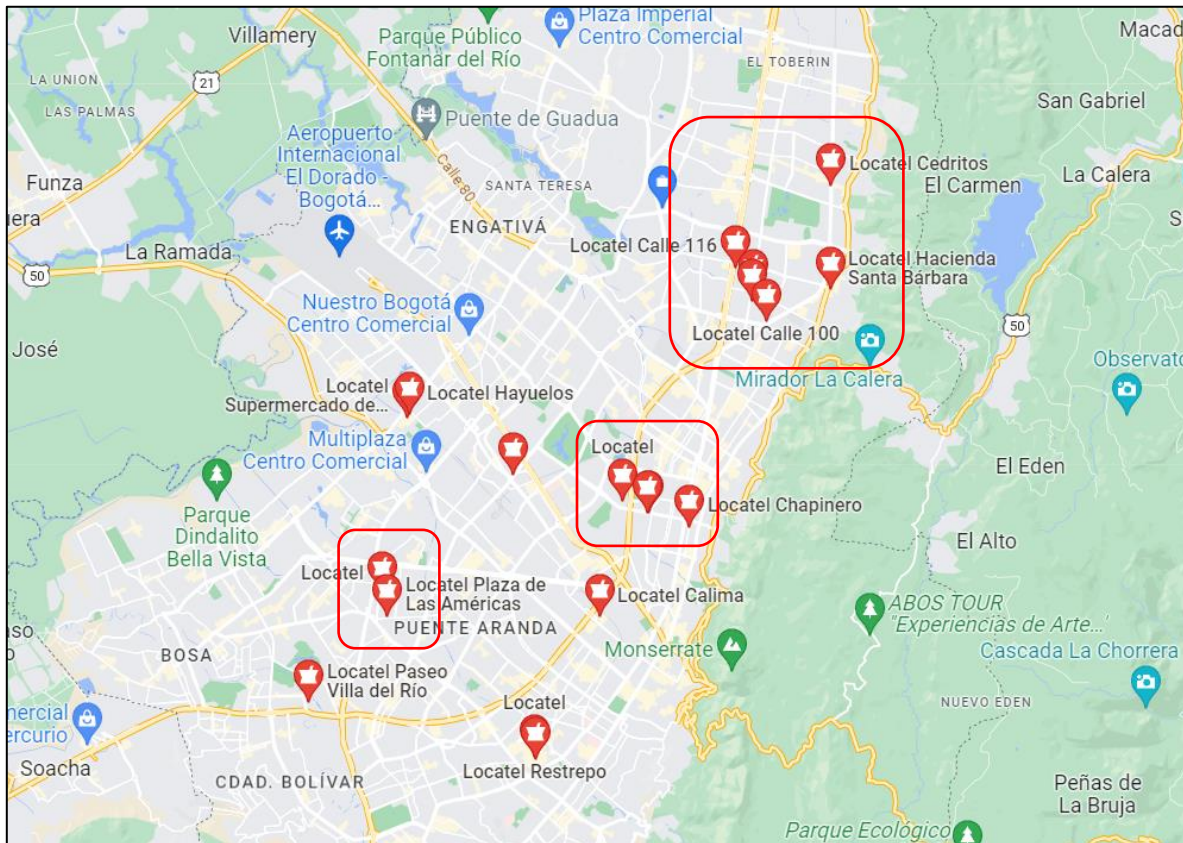 Plaza Imperial
Centro Comercial
Macad
Villamery
Parque Público
Fontanar del Río
EL TOBERIN
LA UNION
21
LAS PALMAS
San Gabriel
Puente de Guadua
Aeropuerto
Internacional
El Dorado -
Bogotá...
Calle 80
Locatel Cedritos
La Calera
Funza
SANTA TERESA
El Carmen
uera
ENGATIVÁ
S
La Ramada
Locatel Calle 116
Locatel Hacienda
Santa Bárbara
50
Nuestro Bogotá
Centro Comercial
Locatel Calle 100
50
José
Mirador La Calera
Observato
Locatel
Supermercado de...
Locatel Hayuelos
Multiplaza
Centro Comercial
Locatel
El Eden
Parque
Dindalito
Bella Vista
Locatel Chapinero
El Alto
Locatel
Locatel Plaza de
Las Américas
Locatel Calima
ABOS TOUR
"Experiencias de Arte...'
PUENTE ARANDA
aso
o
BOSA
Monserrate
Cascada La Chorrera
Locatel Paseo
Villa del Río
Locatel
NUEVO EDEN
mercial
ercurio
Soacha
Locatel Restrepo
CDAD. BOLÍVAR
Peñas de
La Bruja
Parque Ecológico